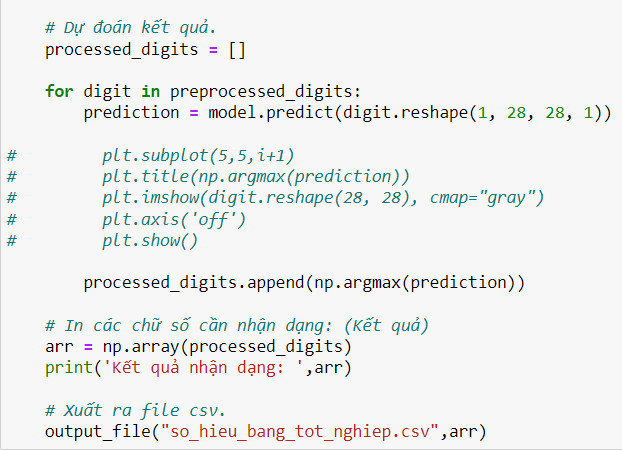 # Dự đoán kết quả.
processed_digits = []
for digit in preprocessed_digits:
prediction = model.predict(digit.reshape(1, 28, 28, 1))
# plt.subplot(5,5,i+1)
# plt.title(np.argmax(prediction))
# plt.imshow(digit.reshape(28, 28), cmap="gray")
# plt.axis('off')
# plt.show()
processed_digits.append(np.argmax(prediction))
# In các chữ số cần nhận dạng: (Kết quả)
arr = np.array(processed_digits)
print('Kết quả nhận dạng: ',arr)
# Xuất ra file csv.
output_file("so_hieu_bang_tot_nghiep.csv",arr)